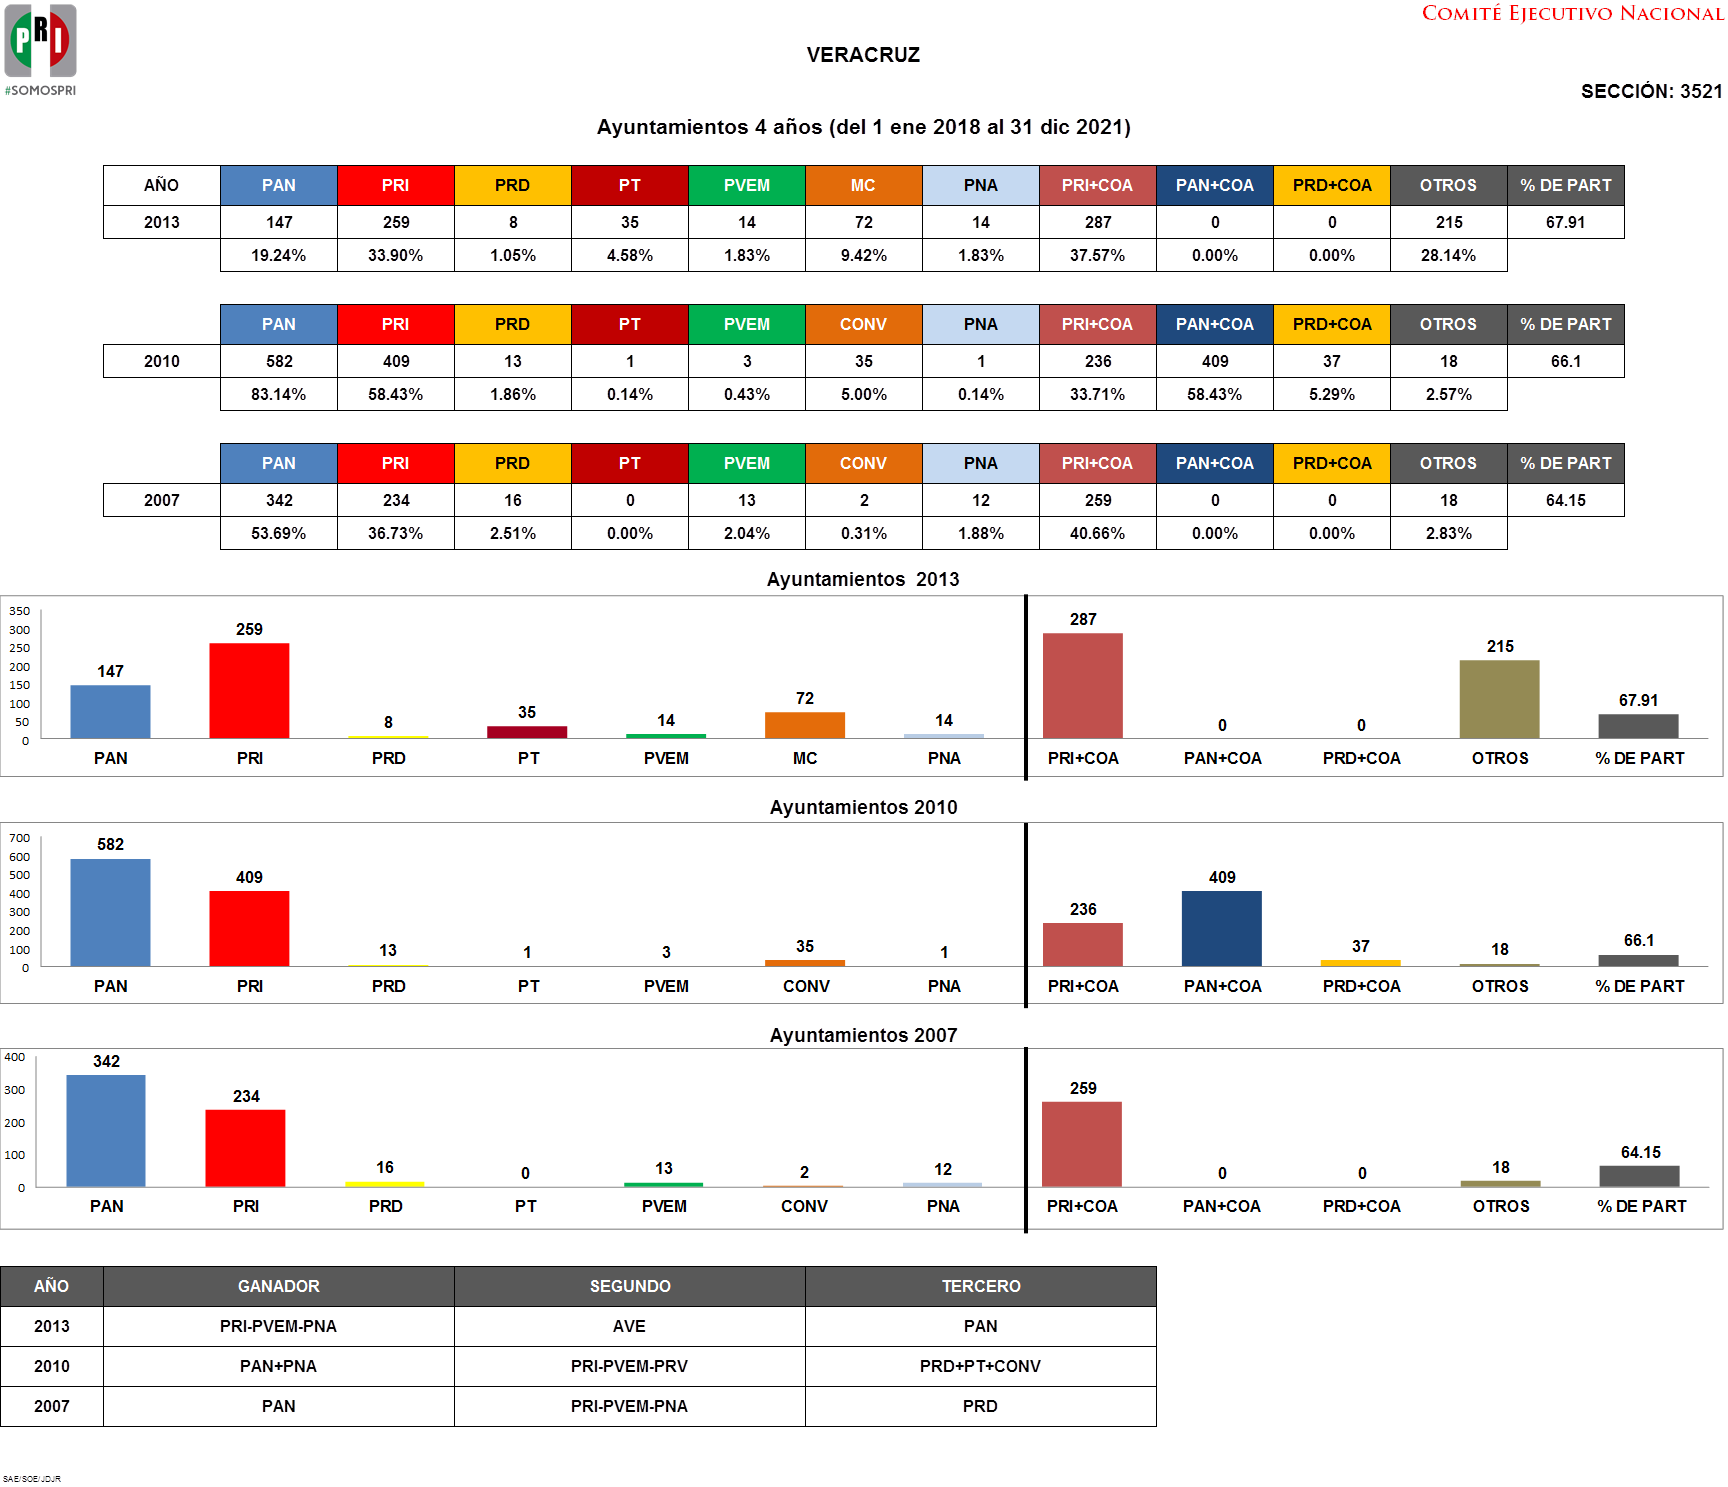 COMITÉ EJECUTIVO NACIONAL
PRI
#SOMOSPRI
VERACRUZ
SECCIÓN: 3521
Ayuntamientos 4 años (del 1 ene 2018 al 31 dic 2021)
AÑO PAN PRI PRD PT PVEM MC PNA PRI+COA PAN+COA PRD+COA OTROS % DE PART
2013 147 259 8 35 14 72 14 287 0 0 215 67.91
19.24% 33.90% 1.05% 4.58% 1.83% 9.42% 1.83% 37.57% 0.00% 0.00% 28.14%
PAN PRI PRD PT PVEM CONV PNA PRI+COA PAN+COA PRD+COA OTROS % DE PART
2010 582 409 13 1 3 35 1 236 409 37 18 66.1
83.14% 58.43% 1.86% 0.14% 0.43% 5.00% 0.14% 33.71% 58.43% 5.29% 2.57%
PAN PRI PRD PT PVEM CONV PNA PRI+COA PAN+COA PRD+COA OTROS % DE PART
2007 342 234 16 0 13 2 12 259 0 0 18 64.15
53.69% 36.73% 2.51% 0.00% 2.04% 0.31% 1.88% 40.66% 0.00% 0.00% 2.83%
Ayuntamientos 2013
350
300
250
200
150
100
50
0
147 259 8 35 14 72 14 287 0 0 215 67.91
PAN PRI PRD PT PVEM MC PNA PRI+COA PAN+COA PRD+COA OTROS % DE PART
Ayuntamientos 2010
700
600
500
400
300
200
100
0
582 409 13 1 3 35 1 236 409 37 18 66.1
PAN PRI PRD PT PVEM CONV PNA PRI+COA PAN+COA PRD+COA OTROS % DE PART
Ayuntamientos 2007
400
300
200
100
0
342 234 16 0 13 2 12 259 0 0 18 64.15
PAN PRI PRD PT PVEM CONV PNA PRI+COA PAN+COA PRD+COA OTROS % DE PART
AÑO GANADOR SEGUNDO TERCERO
2013 PRI-PVEM-PNA AVE PAN
2010 PAN+PNA PRI-PVEM-PRV PRD+PT+CONV
2007 PAN PRI-PVEM-PNA PRD
SAE/SOE/JDJR